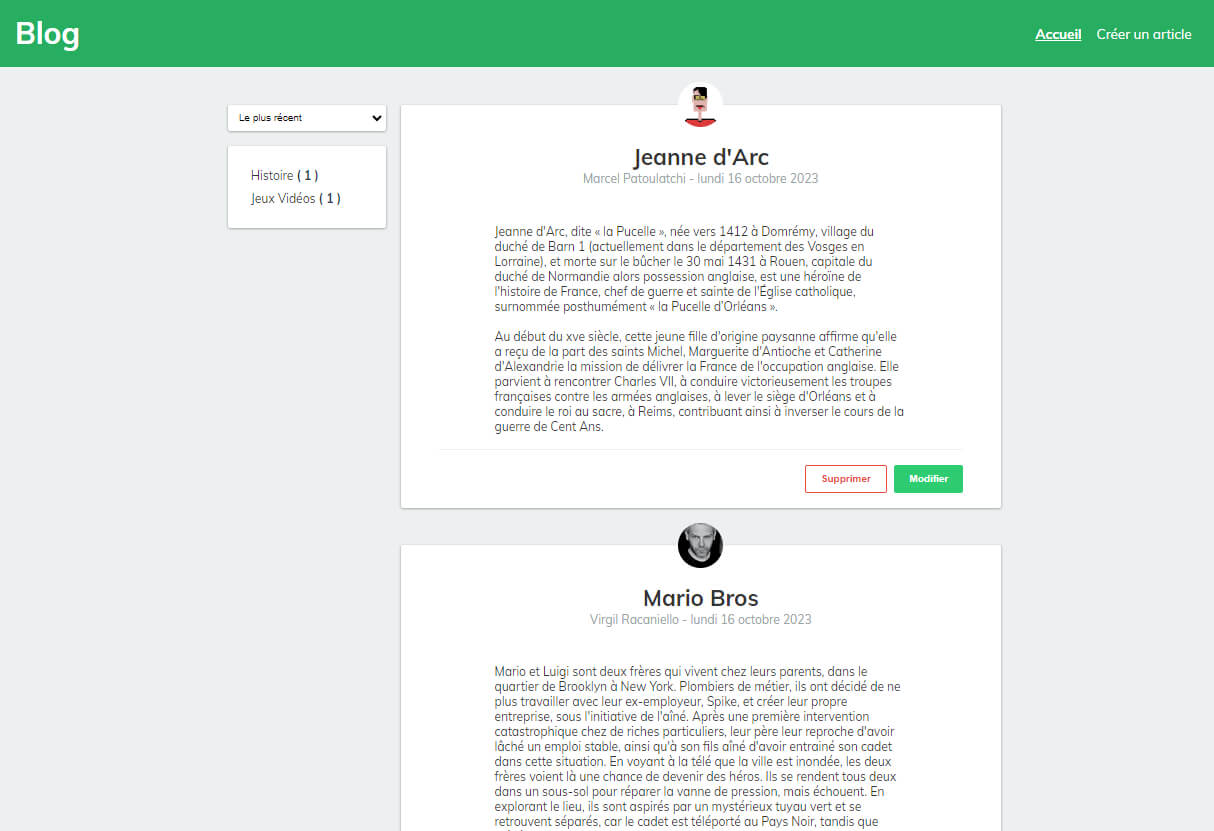 Blog
Accueil
Créer un article
Le plus récent
Histoire ( 1 )
Jeux Vidéos ( 1 )
Jeanne d'Arc
Marcel Patoulatchi - lundi 16 octobre 2023
Jeanne d'Arc, dite « la Pucelle », née vers 1412 à Domrémy, village du
duché de Barn 1 (actuellement dans le département des Vosges en
Lorraine), et morte sur le bûcher le 30 mai 1431 à Rouen, capitale du
duché de Normandie alors possession anglaise, est une héroïne de
l'histoire de France, chef de guerre et sainte de l'Église catholique,
surnommée posthumément « la Pucelle d'Orléans ».
Au début du xve siècle, cette jeune fille d'origine paysanne affirme qu'elle
a reçu de la part des saints Michel, Marguerite d'Antioche et Catherine
d'Alexandrie la mission de délivrer la France de l'occupation anglaise. Elle
parvient à rencontrer Charles VII, à conduire victorieusement les troupes
françaises contre les armées anglaises, à lever le siège d'Orléans et à
conduire le roi au sacre, à Reims, contribuant ainsi à inverser le cours de la
guerre de Cent Ans.
Supprimer
Modifier
Mario Bros
Virgil Racaniello - lundi 16 octobre 2023
Mario et Luigi sont deux frères qui vivent chez leurs parents, dans le
quartier de Brooklyn à New York. Plombiers de métier, ils ont décidé de ne
plus travailler avec leur ex-employeur, Spike, et créer leur propre
entreprise, sous l'initiative de l'aîné. Après une première intervention
catastrophique chez de riches particuliers, leur père leur reproche d'avoir
lâché un emploi stable, ainsi qu'à son fils aîné d'avoir entrainé son cadet
dans cette situation. En voyant à la télé que la ville est inondée, les deux
frères voient là une chance de devenir des héros. Ils se rendent tous deux
dans un sous-sol pour réparer la vanne de pression, mais échouent. En
explorant le lieu, ils sont aspirés par un mystérieux tuyau vert et se
retrouvent séparés, car le cadet est téléporté au Pays Noir, tandis que